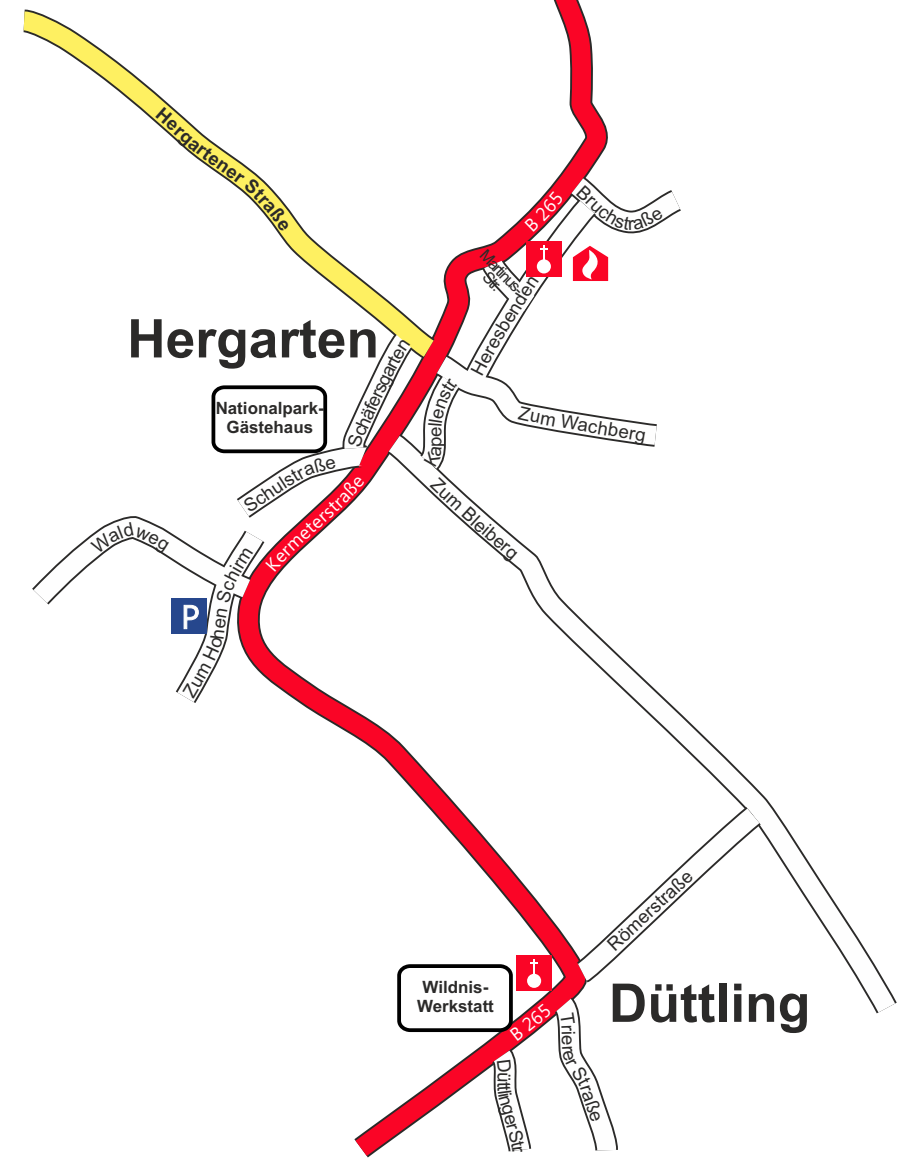 Hergartener Straße
B 265
Bruchstraße
Martinus-
Str.
Heresbenden
Hergarten
Schäfersgarten
Kapellenstr
Zum Wachberg
Nationalpark-
Gästehaus
Schulstraße
Kermeterstraße
Zum Bleiberg
Waldweg
Zum Hohen Schirm
P
Römerstraße
Wildnis-
Werkstatt
B 265
Düttling
Trierer Straße
Düttlinger Str